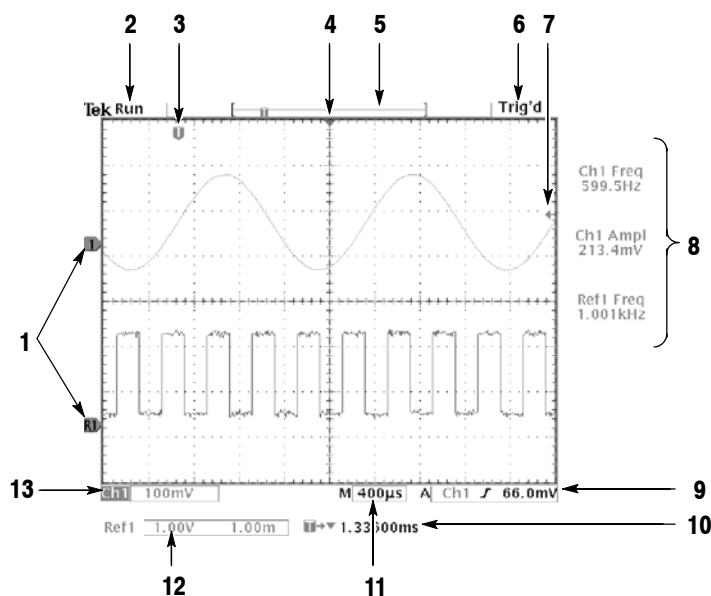 2 3 4 5 6 7
Tek Run Trig'd
T
T
Ch1 Freq
599.5Hz
Ch1 Ampl
213.4mV
8
Ref1 Freq
1.001kHz
1
1
R1
13 Ch1 100mV M 400µs A Ch1 66.0mV 9
Ref1 1.00V 1.00m T 1.33600ms 10
12 11